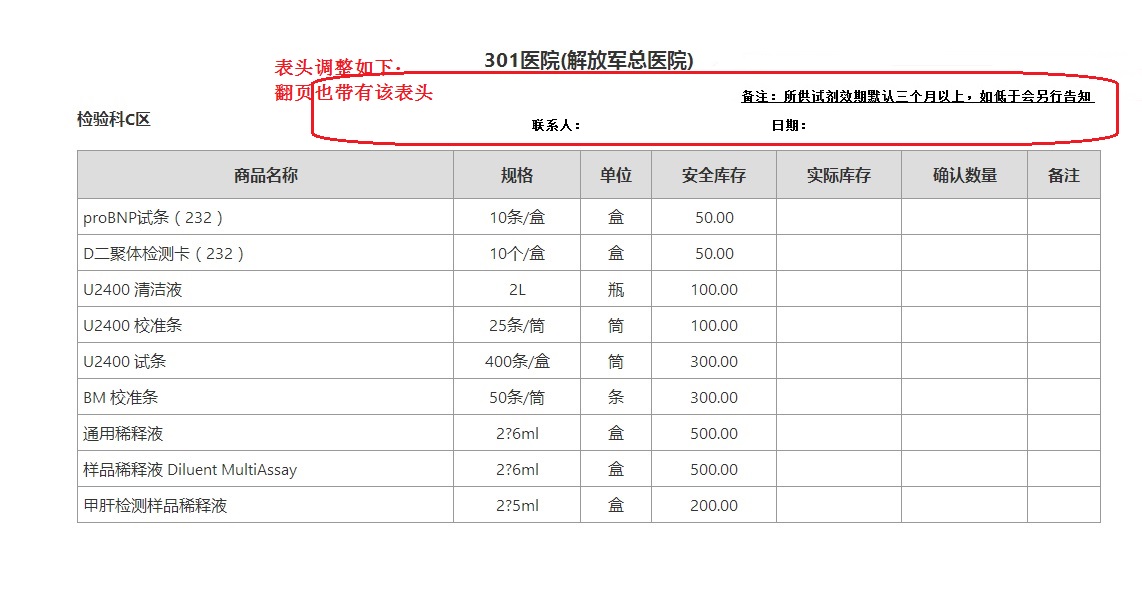 301医院(解放军总医院)
表头调整如下:
翻页也带有该表头
备注：所供试剂效期默认三个月以上，如低于会另行告知
检验科C区
联系人：
日期：
商品名称 规格 单位 安全库存 实际库存 确认数量 备注
proBNP试条（232） 10条/盒 盒 50.00
D二聚体检测卡（232） 10个/盒 盒 50.00
U2400 清洁液 2L 瓶 100.00
U2400 校准条 25条/筒 筒 100.00
U2400 试条 400条/盒 筒 300.00
BM 校准条 50条/筒 条 300.00
通用稀释液 2?6ml 盒 500.00
样品稀释液 Diluent MultiAssay 2?6ml 盒 500.00
甲肝检测样品稀释液 2?5ml 盒 200.00